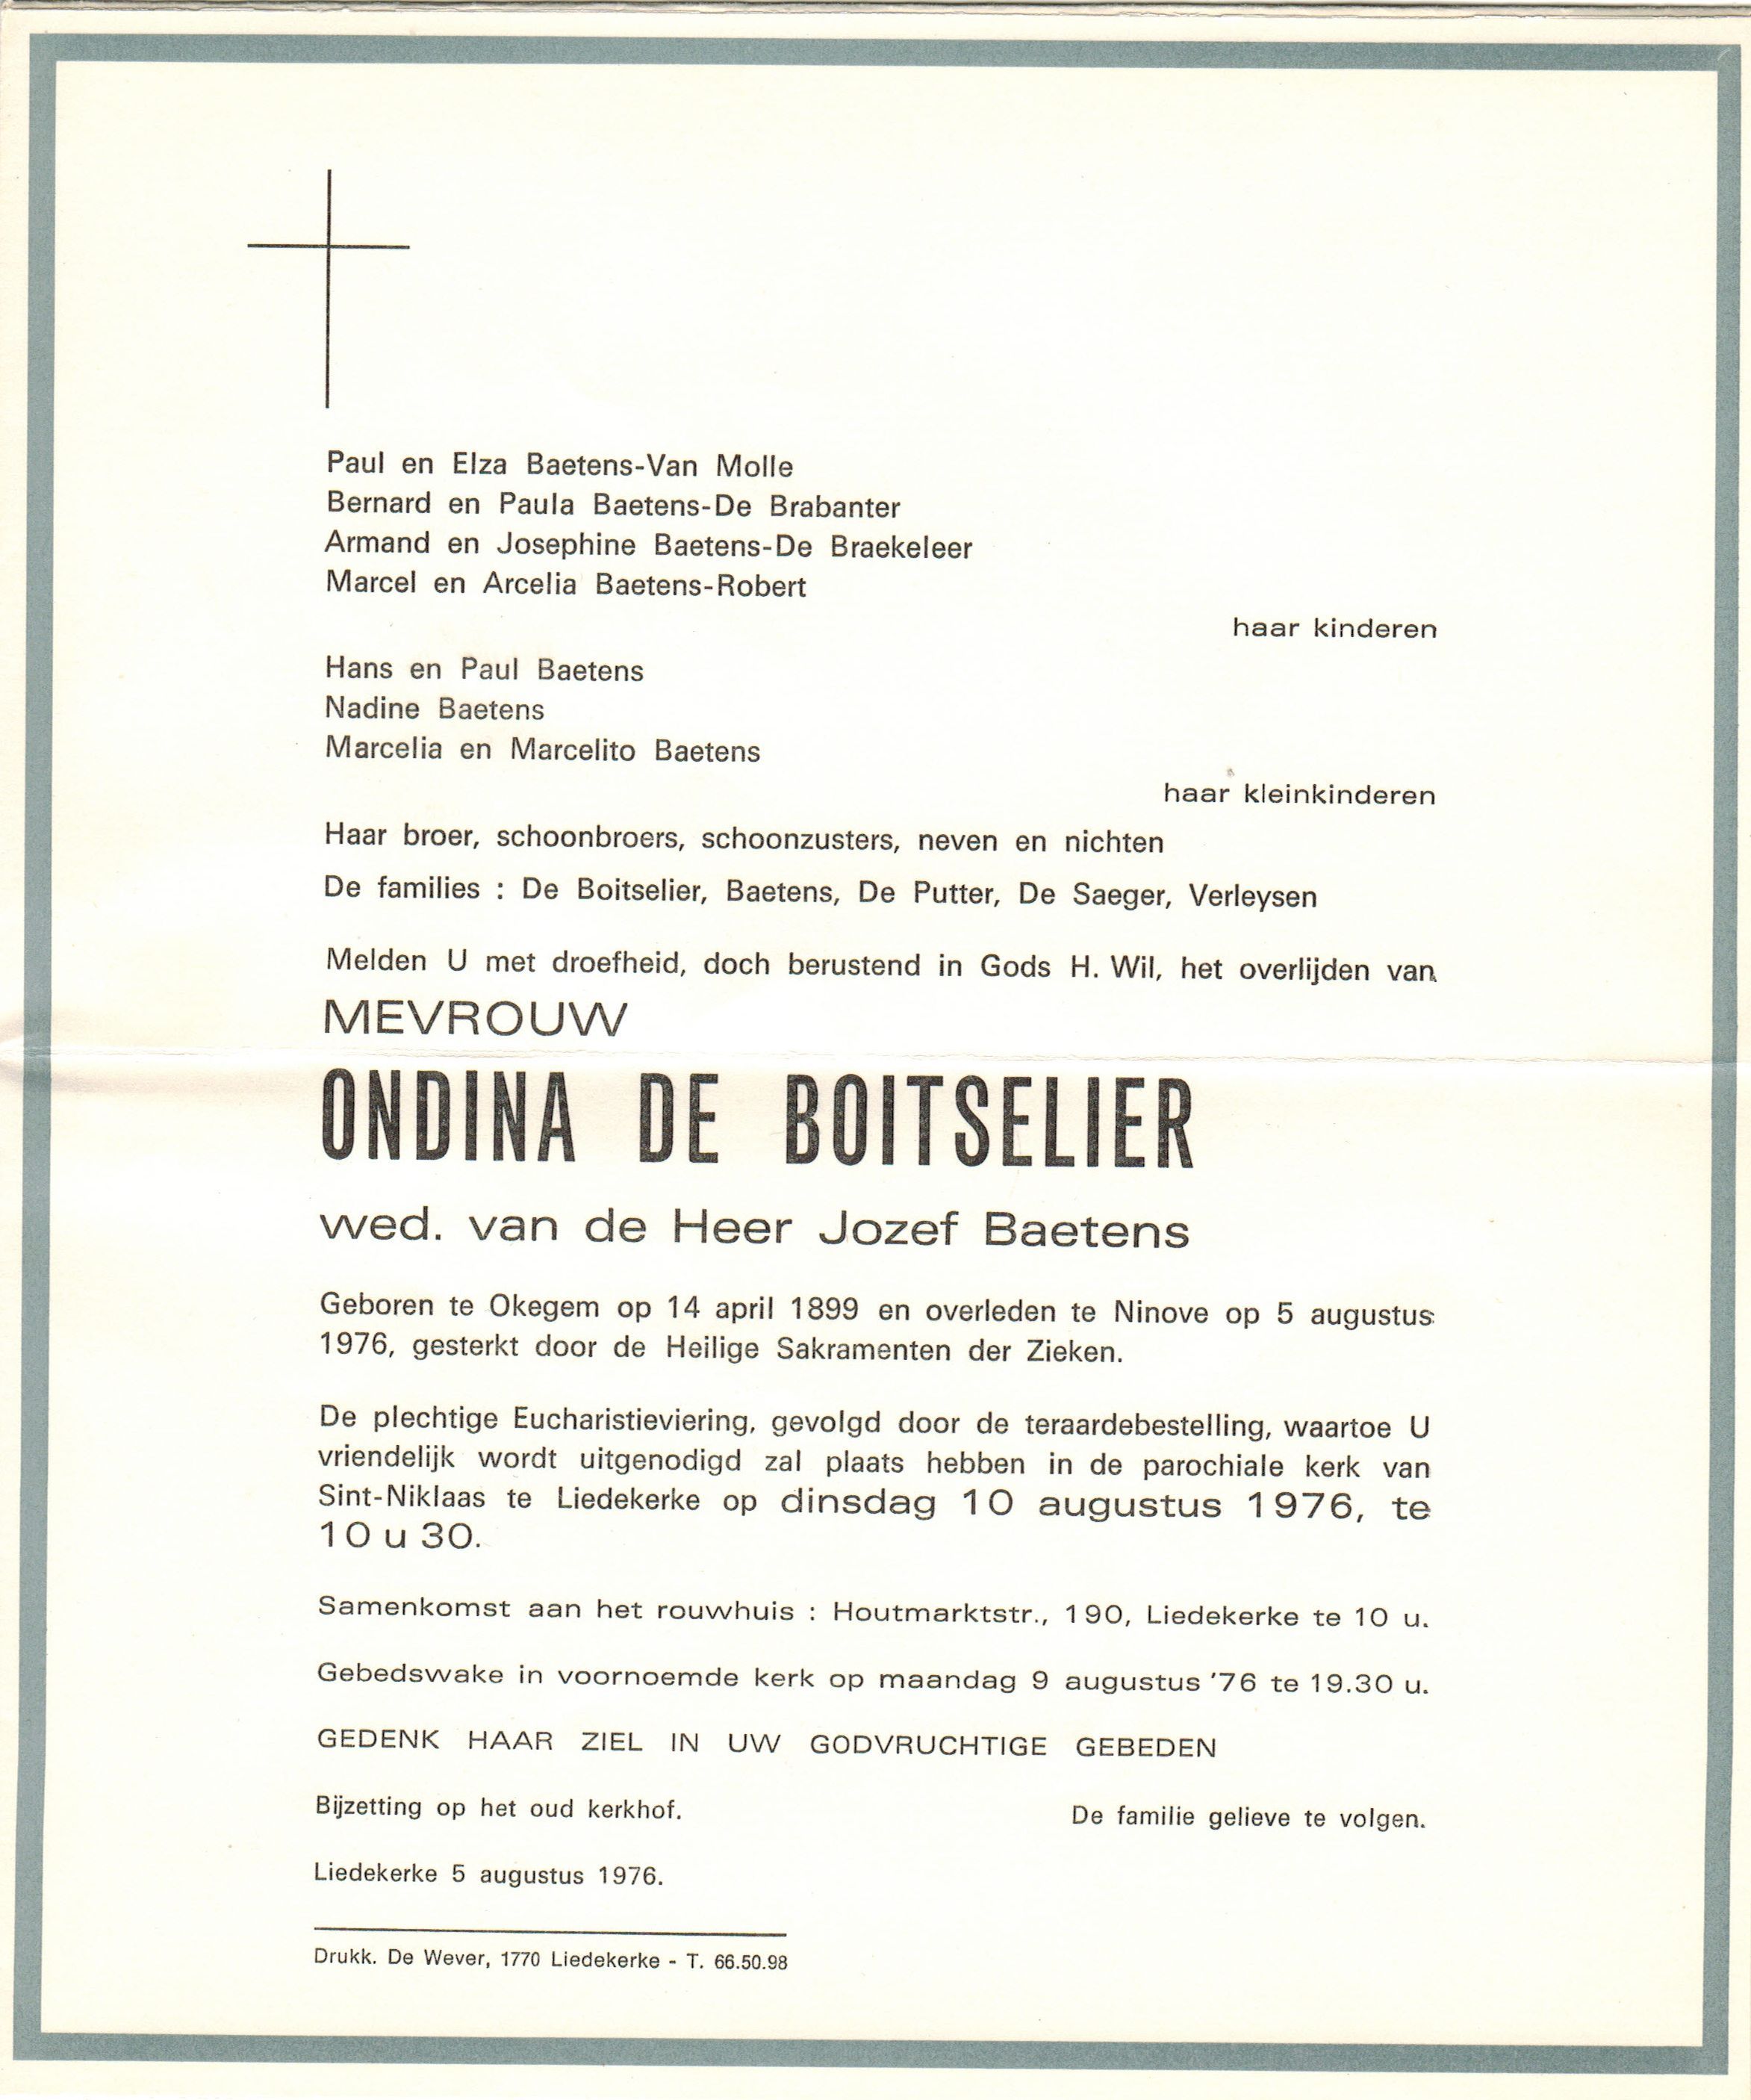 Paul en Elza Baetens-Van Molle
Bernard en Paula Baetens-De Brabanter
Armand en Josephine Baetens-De Braekeleer
Marcel en Arcelia Baetens-Robert
haar kinderen
Hans en Paul Baetens
Nadine Baetens
Marcelia en Marcelito Baetens
haar kleinkinderen
Haar broer, schoonbroers, schoonzusters, neven en nichten
De families : De Boitselier, Baetens, De Putter, De Saeger, Verleysen
Melden U met droefheid, doch berustend in Gods H. Wil, het overlijden van
MEVROUW
ONDINA DE BOITSELIER
wed. van de Heer Jozef Baetens
Geboren te Okegem op 14 april 1899 en overleden te Ninove op 5 augustus
1976, gesterkt door de Heilige Sakramenten der Zieken.
De plechtige Eucharistieviering, gevolgd door de teraardebestelling, waartoe U
vriendelijk wordt uitgenodigd zal plaats hebben in de parochiale kerk van
Sint-Niklaas te Liedekerke op dinsdag 10 augustus 1976, te
10 u 30.
Samenkomst aan het rouwhuis : Houtmarktstr., 190, Liedekerke te 10 u.
Gebedswake in voornoemde kerk op maandag 9 augustus '76 te 19.30 u.
GEDENK HAAR ZIEL IN UW GODVRUCHTIGE GEBEDEN
Bijzetting op het oud kerkhof. De familie gelieve te volgen.
Liedekerke 5 augustus 1976.
Drukk. De Wever, 1770 Liedekerke - T. 66.50.98